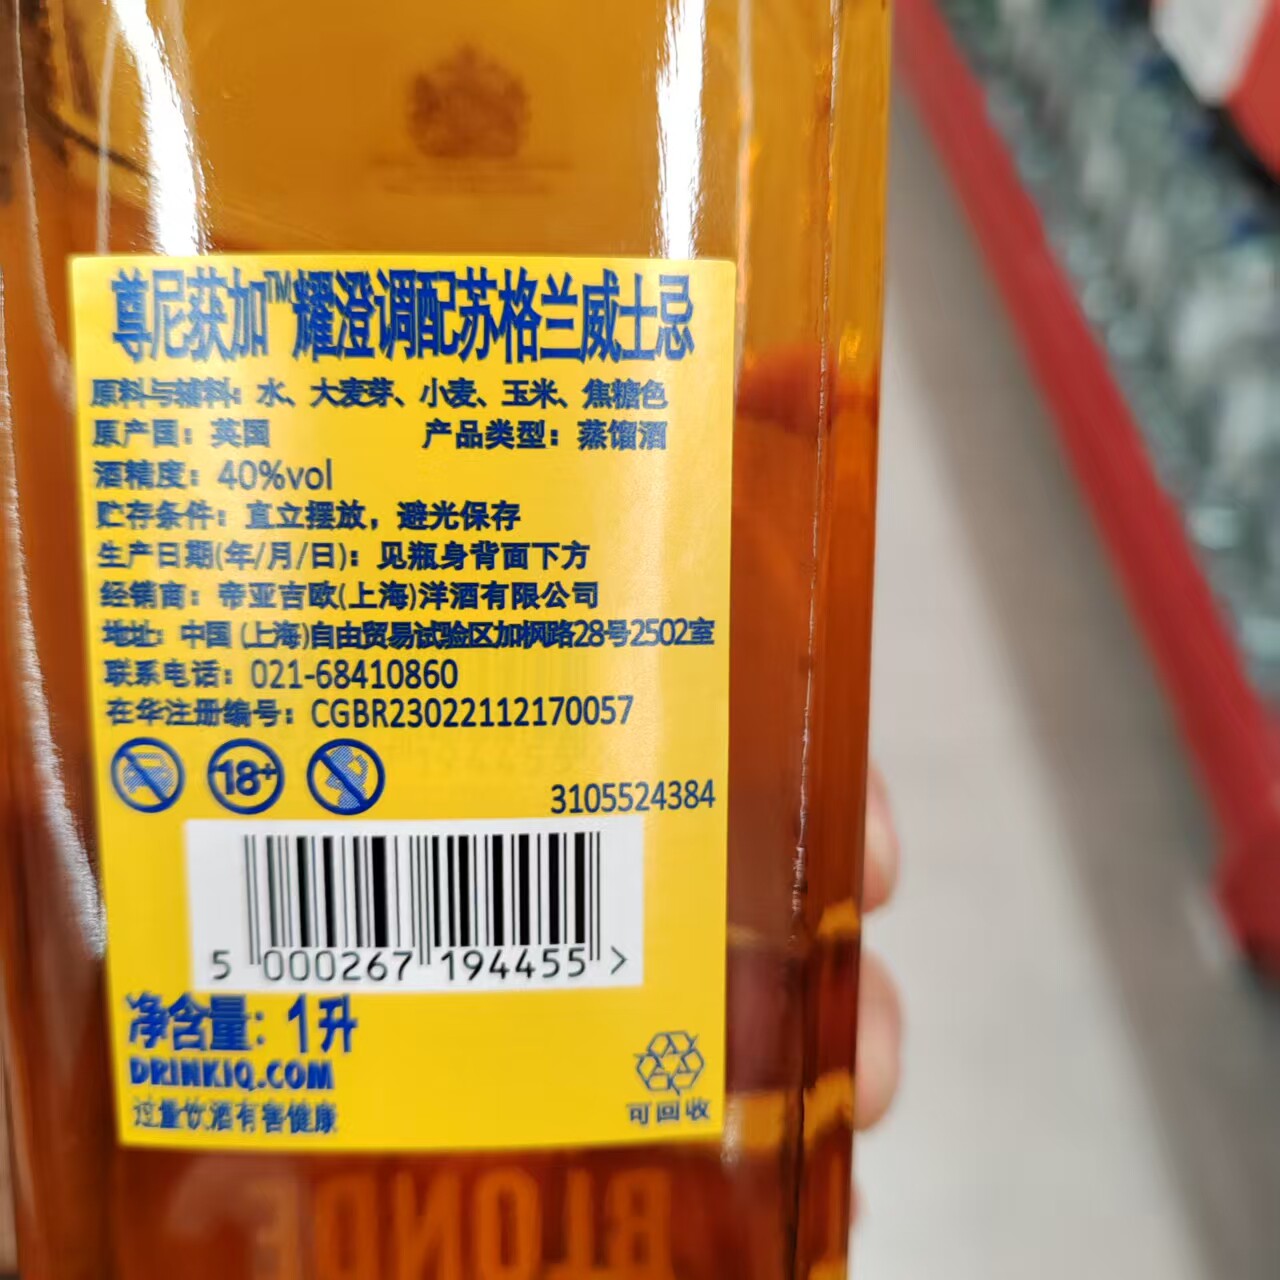 尊尼获加™耀澄调配苏格兰威士忌
原料与辅料：水、大麦芽、小麦、玉米、焦糖色
原产国：英国 产品类型：蒸馏酒
酒精度：40%vol
贮存条件：直立摆放，避光保存
生产日期(年/月/日)：见瓶身背面下方
经销商：帝亚吉欧(上海)洋酒有限公司
地址：中国 (上海)自由贸易试验区加枫路28号2502室
联系电话：021-68410860
在华注册编号：CGBR23022112170057
18+
3105524384
5 000267 194455 >
净含量：1升
DRINKIQ.COM
过量饮酒有害健康
可回收
BLONDE